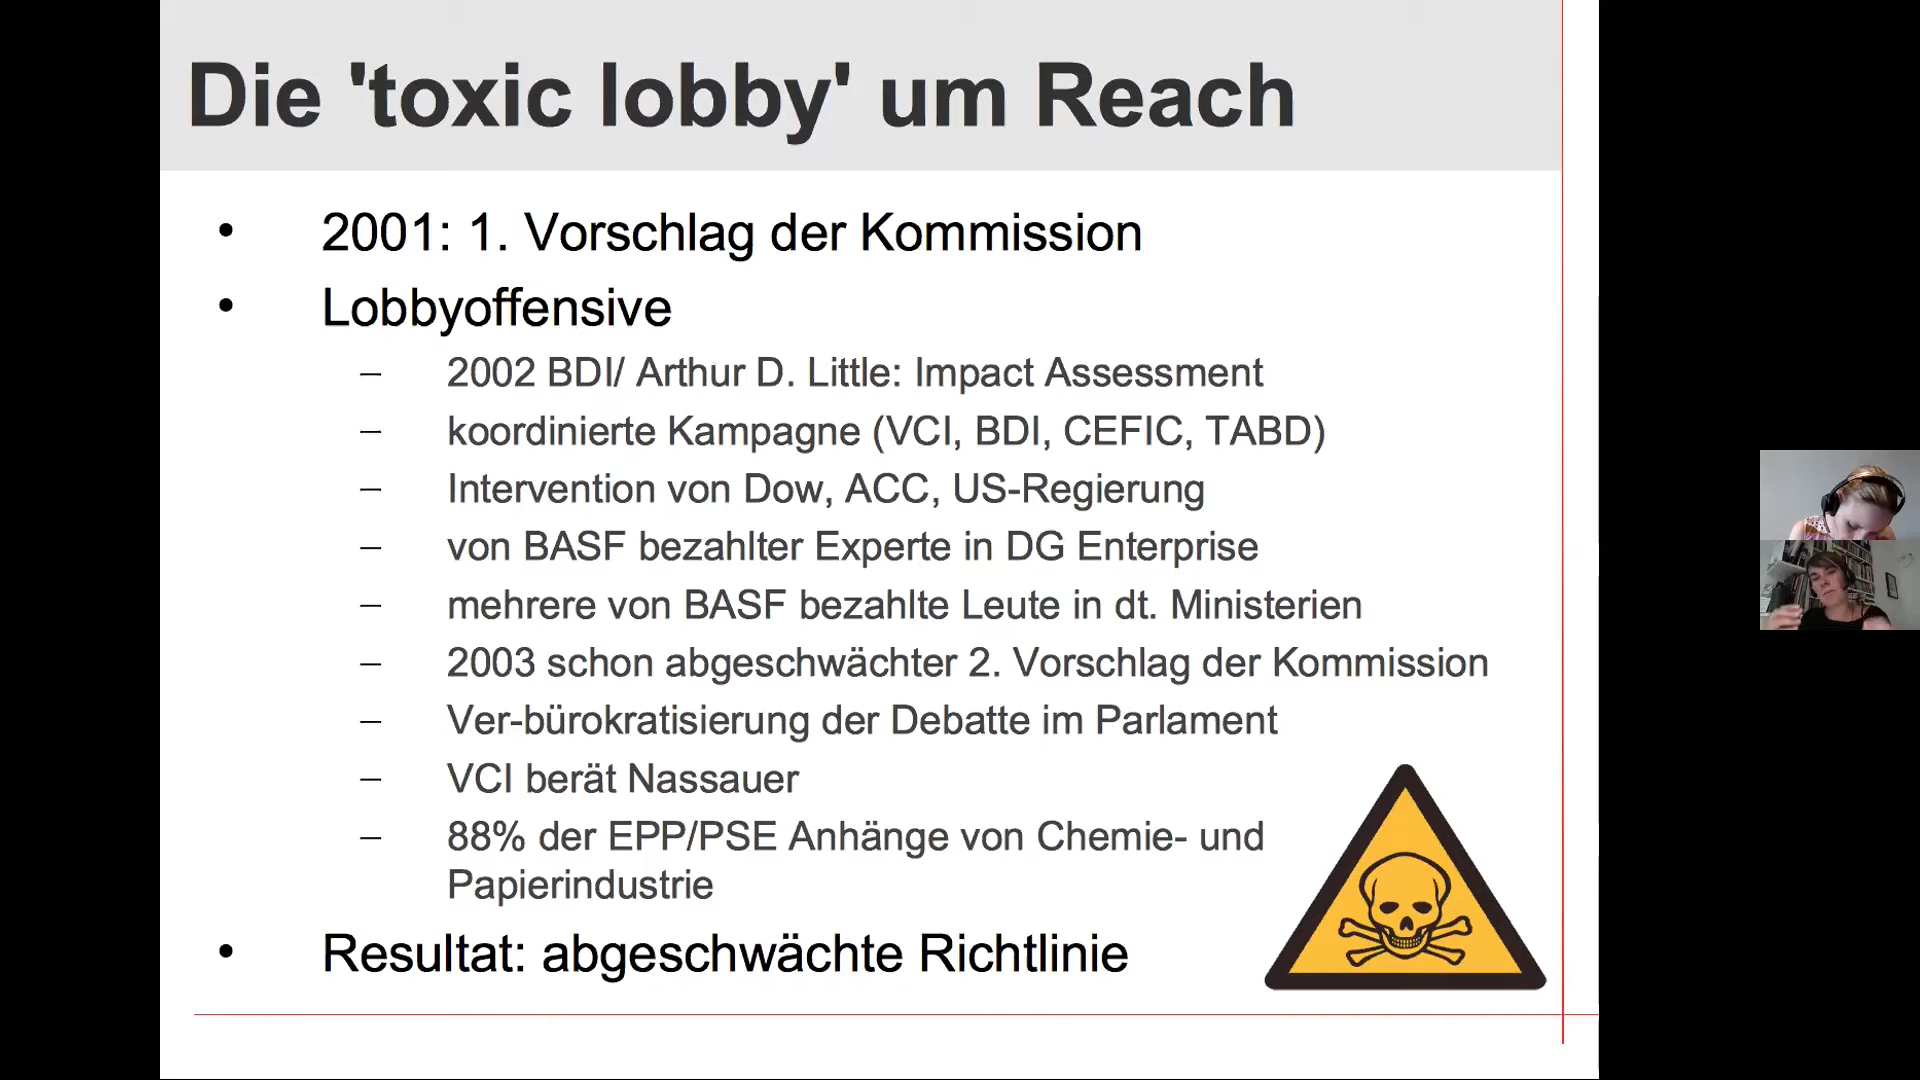 Die 'toxic lobby' um Reach
• 2001: 1. Vorschlag der Kommission
• Lobbyoffensive
– 2002 BDI/ Arthur D. Little: Impact Assessment
– koordinierte Kampagne (VCI, BDI, CEFIC, TABD)
– Intervention von Dow, ACC, US-Regierung
– von BASF bezahlter Experte in DG Enterprise
– mehrere von BASF bezahlte Leute in dt. Ministerien
– 2003 schon abgeschwächter 2. Vorschlag der Kommission
– Ver-bürokratisierung der Debatte im Parlament
– VCI berät Nassauer
– 88% der EPP/PSE Anhänge von Chemie- und
Papierindustrie
• Resultat: abgeschwächte Richtlinie